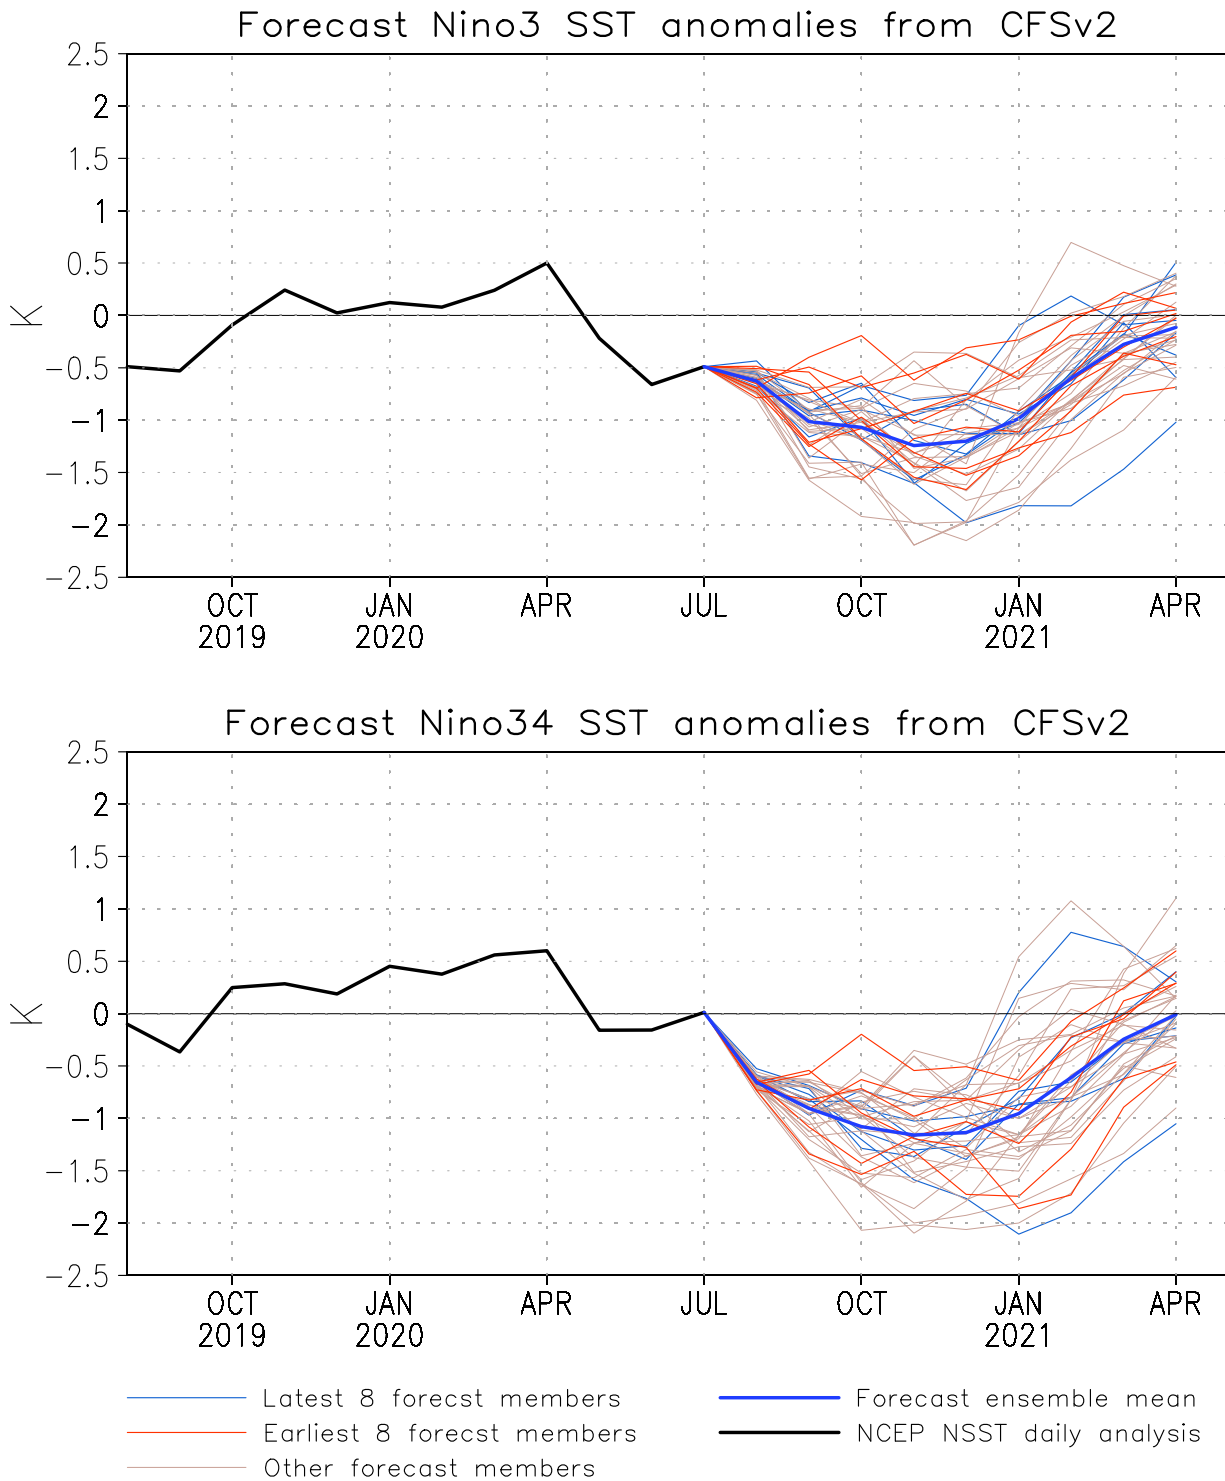 Forecast Nino3 SST anomalies from CFSv2
2.5
2
1.5
1
0.5
0
-0.5
-1
-1.5
-2
-2.5
K
OCT JAN APR JUL OCT JAN APR
2019 2020 2021
Forecast Nino34 SST anomalies from CFSv2
2.5
2
1.5
1
0.5
0
-0.5
-1
-1.5
-2
-2.5
K
OCT JAN APR JUL OCT JAN APR
2019 2020 2021
Latest 8 forecst members Forecast ensemble mean
Earliest 8 forecst members NCEP NSST daily analysis
Other forecast members